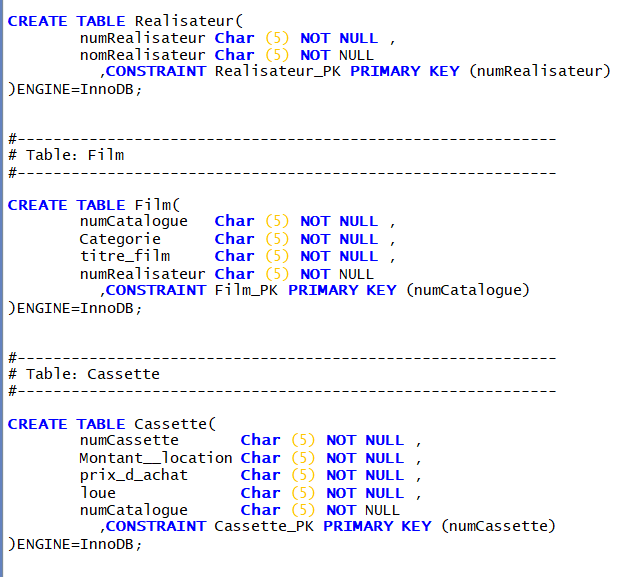 CREATE TABLE Realisateur(
numRealisateur Char (5) NOT NULL ,
nomRealisateur Char (5) NOT NULL
,CONSTRAINT Realisateur_PK PRIMARY KEY (numRealisateur)
)ENGINE=InnoDB;
#------------------------------------------------------------
# Table: Film
#------------------------------------------------------------
CREATE TABLE Film(
numCatalogue Char (5) NOT NULL ,
Categorie Char (5) NOT NULL ,
titre_film Char (5) NOT NULL ,
numRealisateur Char (5) NOT NULL
,CONSTRAINT Film_PK PRIMARY KEY (numCatalogue)
)ENGINE=InnoDB;
#------------------------------------------------------------
# Table: Cassette
#------------------------------------------------------------
CREATE TABLE Cassette(
numCassette Char (5) NOT NULL ,
Montant__location Char (5) NOT NULL ,
prix_d_achat Char (5) NOT NULL ,
loue Char (5) NOT NULL ,
numCatalogue Char (5) NOT NULL
,CONSTRAINT Cassette_PK PRIMARY KEY (numCassette)
)ENGINE=InnoDB;